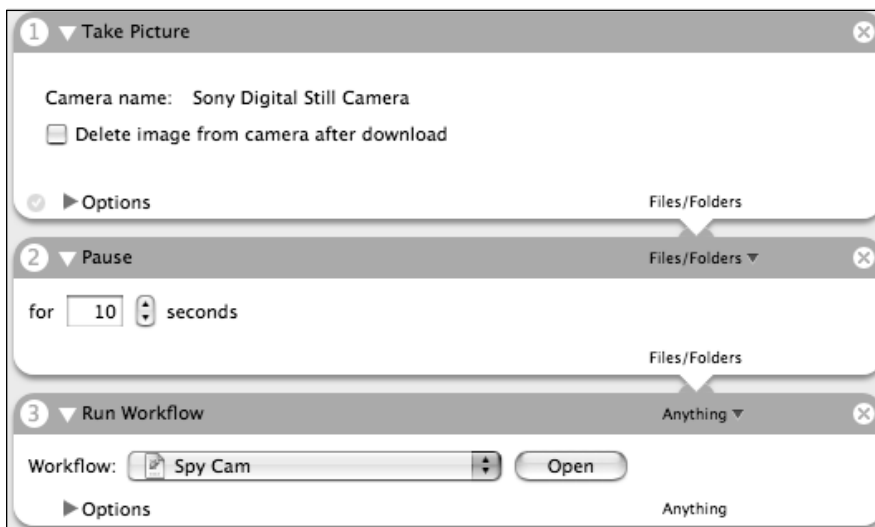 1 Take Picture
Camera name: Sony Digital Still Camera
Delete image from camera after download
Options Files/Folders
2 Pause Files/Folders
for 10 seconds
Files/Folders
3 Run Workflow Anything
Workflow: Spy Cam Open
Options Anything